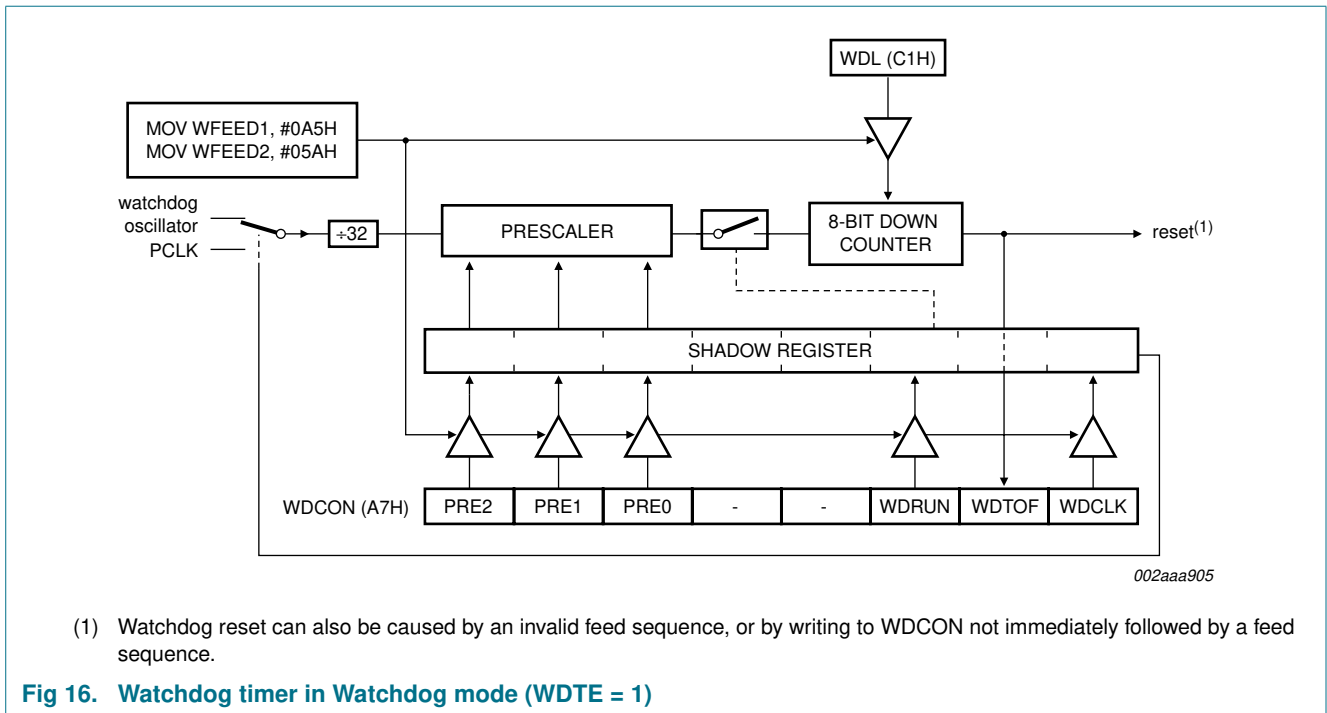 WDL (C1H)
MOV WFEED1, #0A5H
MOV WFEED2, #05AH
watchdog
oscillator
PCLK
÷32
PRESCALER
8-BIT DOWN
COUNTER
reset(1)
SHADOW REGISTER
WDCON (A7H)
PRE2
PRE1
PRE0
-
-
WDRUN
WDTOF
WDCLK
002aaa905
(1) Watchdog reset can also be caused by an invalid feed sequence, or by writing to WDCON not immediately followed by a feed
sequence.
Fig 16. Watchdog timer in Watchdog mode (WDTE = 1)